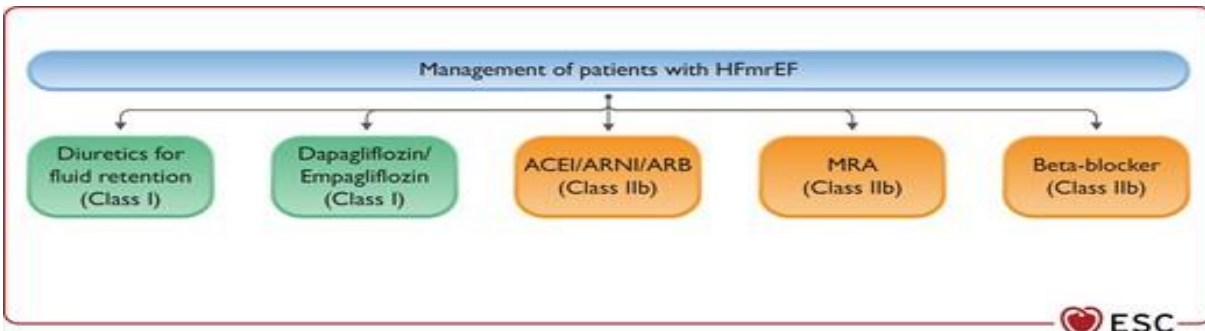 Management of patients with HFmrEF
Diuretics for
fluid retention
(Class I)
Dapagliflozin/
Empagliflozin
(Class I)
ACEI/ARNI/ARB
(Class IIb)
MRA
(Class IIb)
Beta-blocker
(Class IIb)
ESC